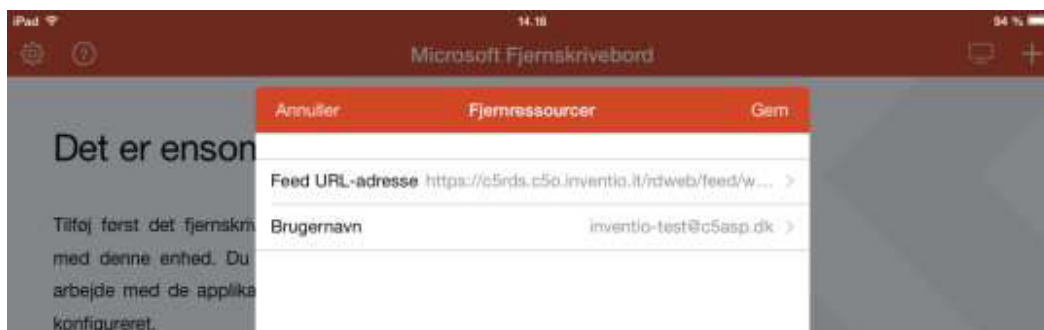 iPad 14.18 94 %
Microsoft Fjernskrivebord
Annuller Fjernressourcer Gem
Det er enson
Feed URL-adresse https://c5rds.c5o.inventio.it/rdweb/feed/w...
Tilføj først det fjernskri
Brugernavn inventio-test@c5asp.dk
med denne enhed. Du
arbejde med de applika
konfigureret.